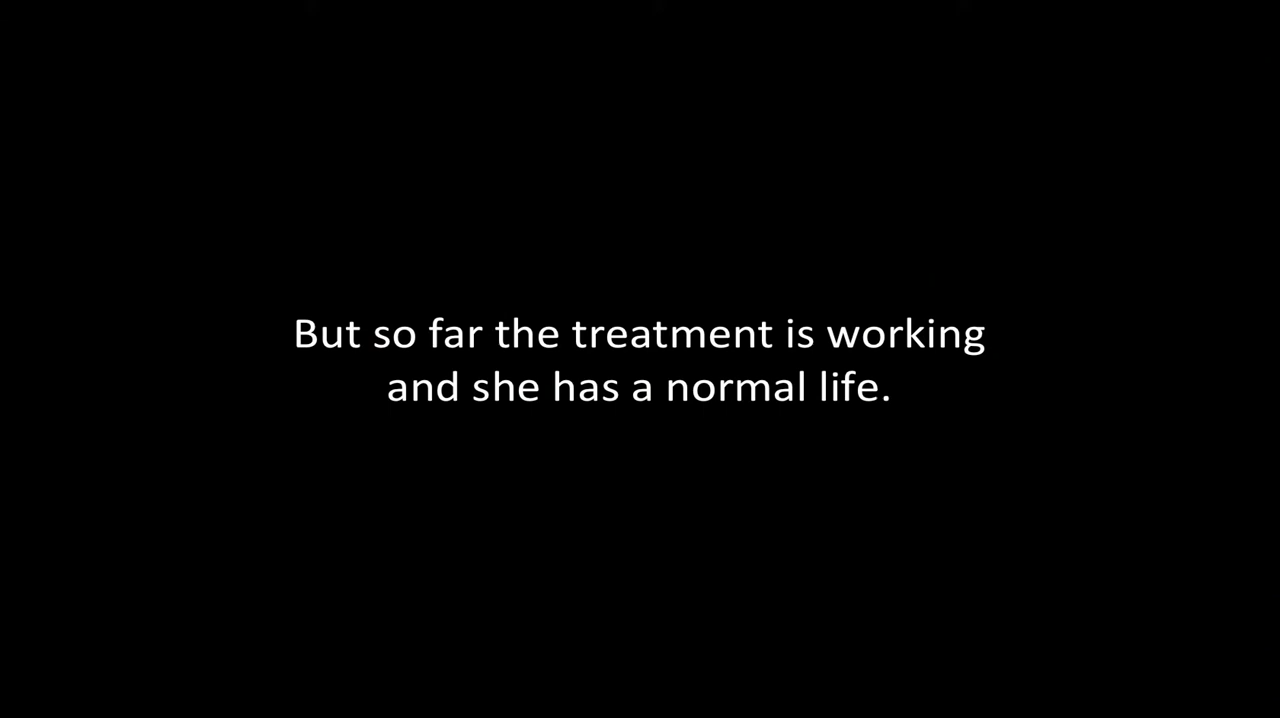 But so far the treatment is working
and she has a normal life.